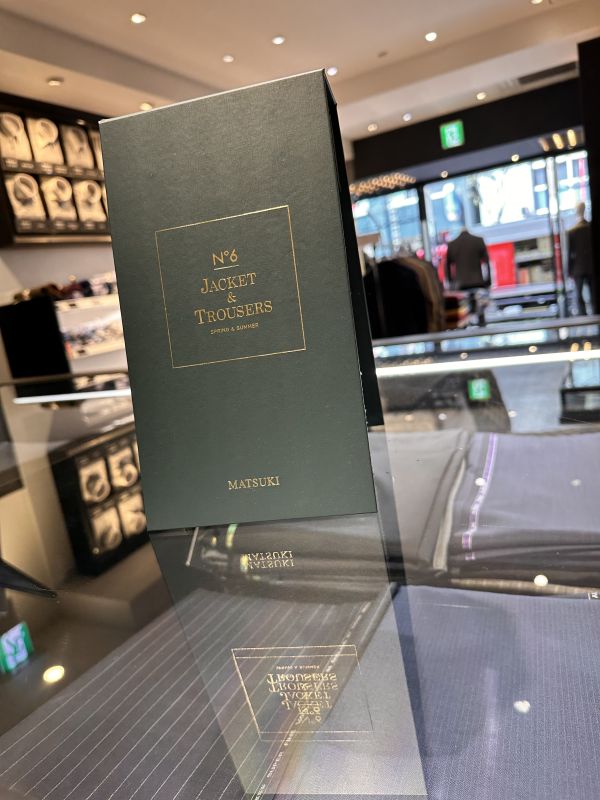 N°6
JACKET
&
TROUSERS
SPRING & SUMMER
MATSUKI